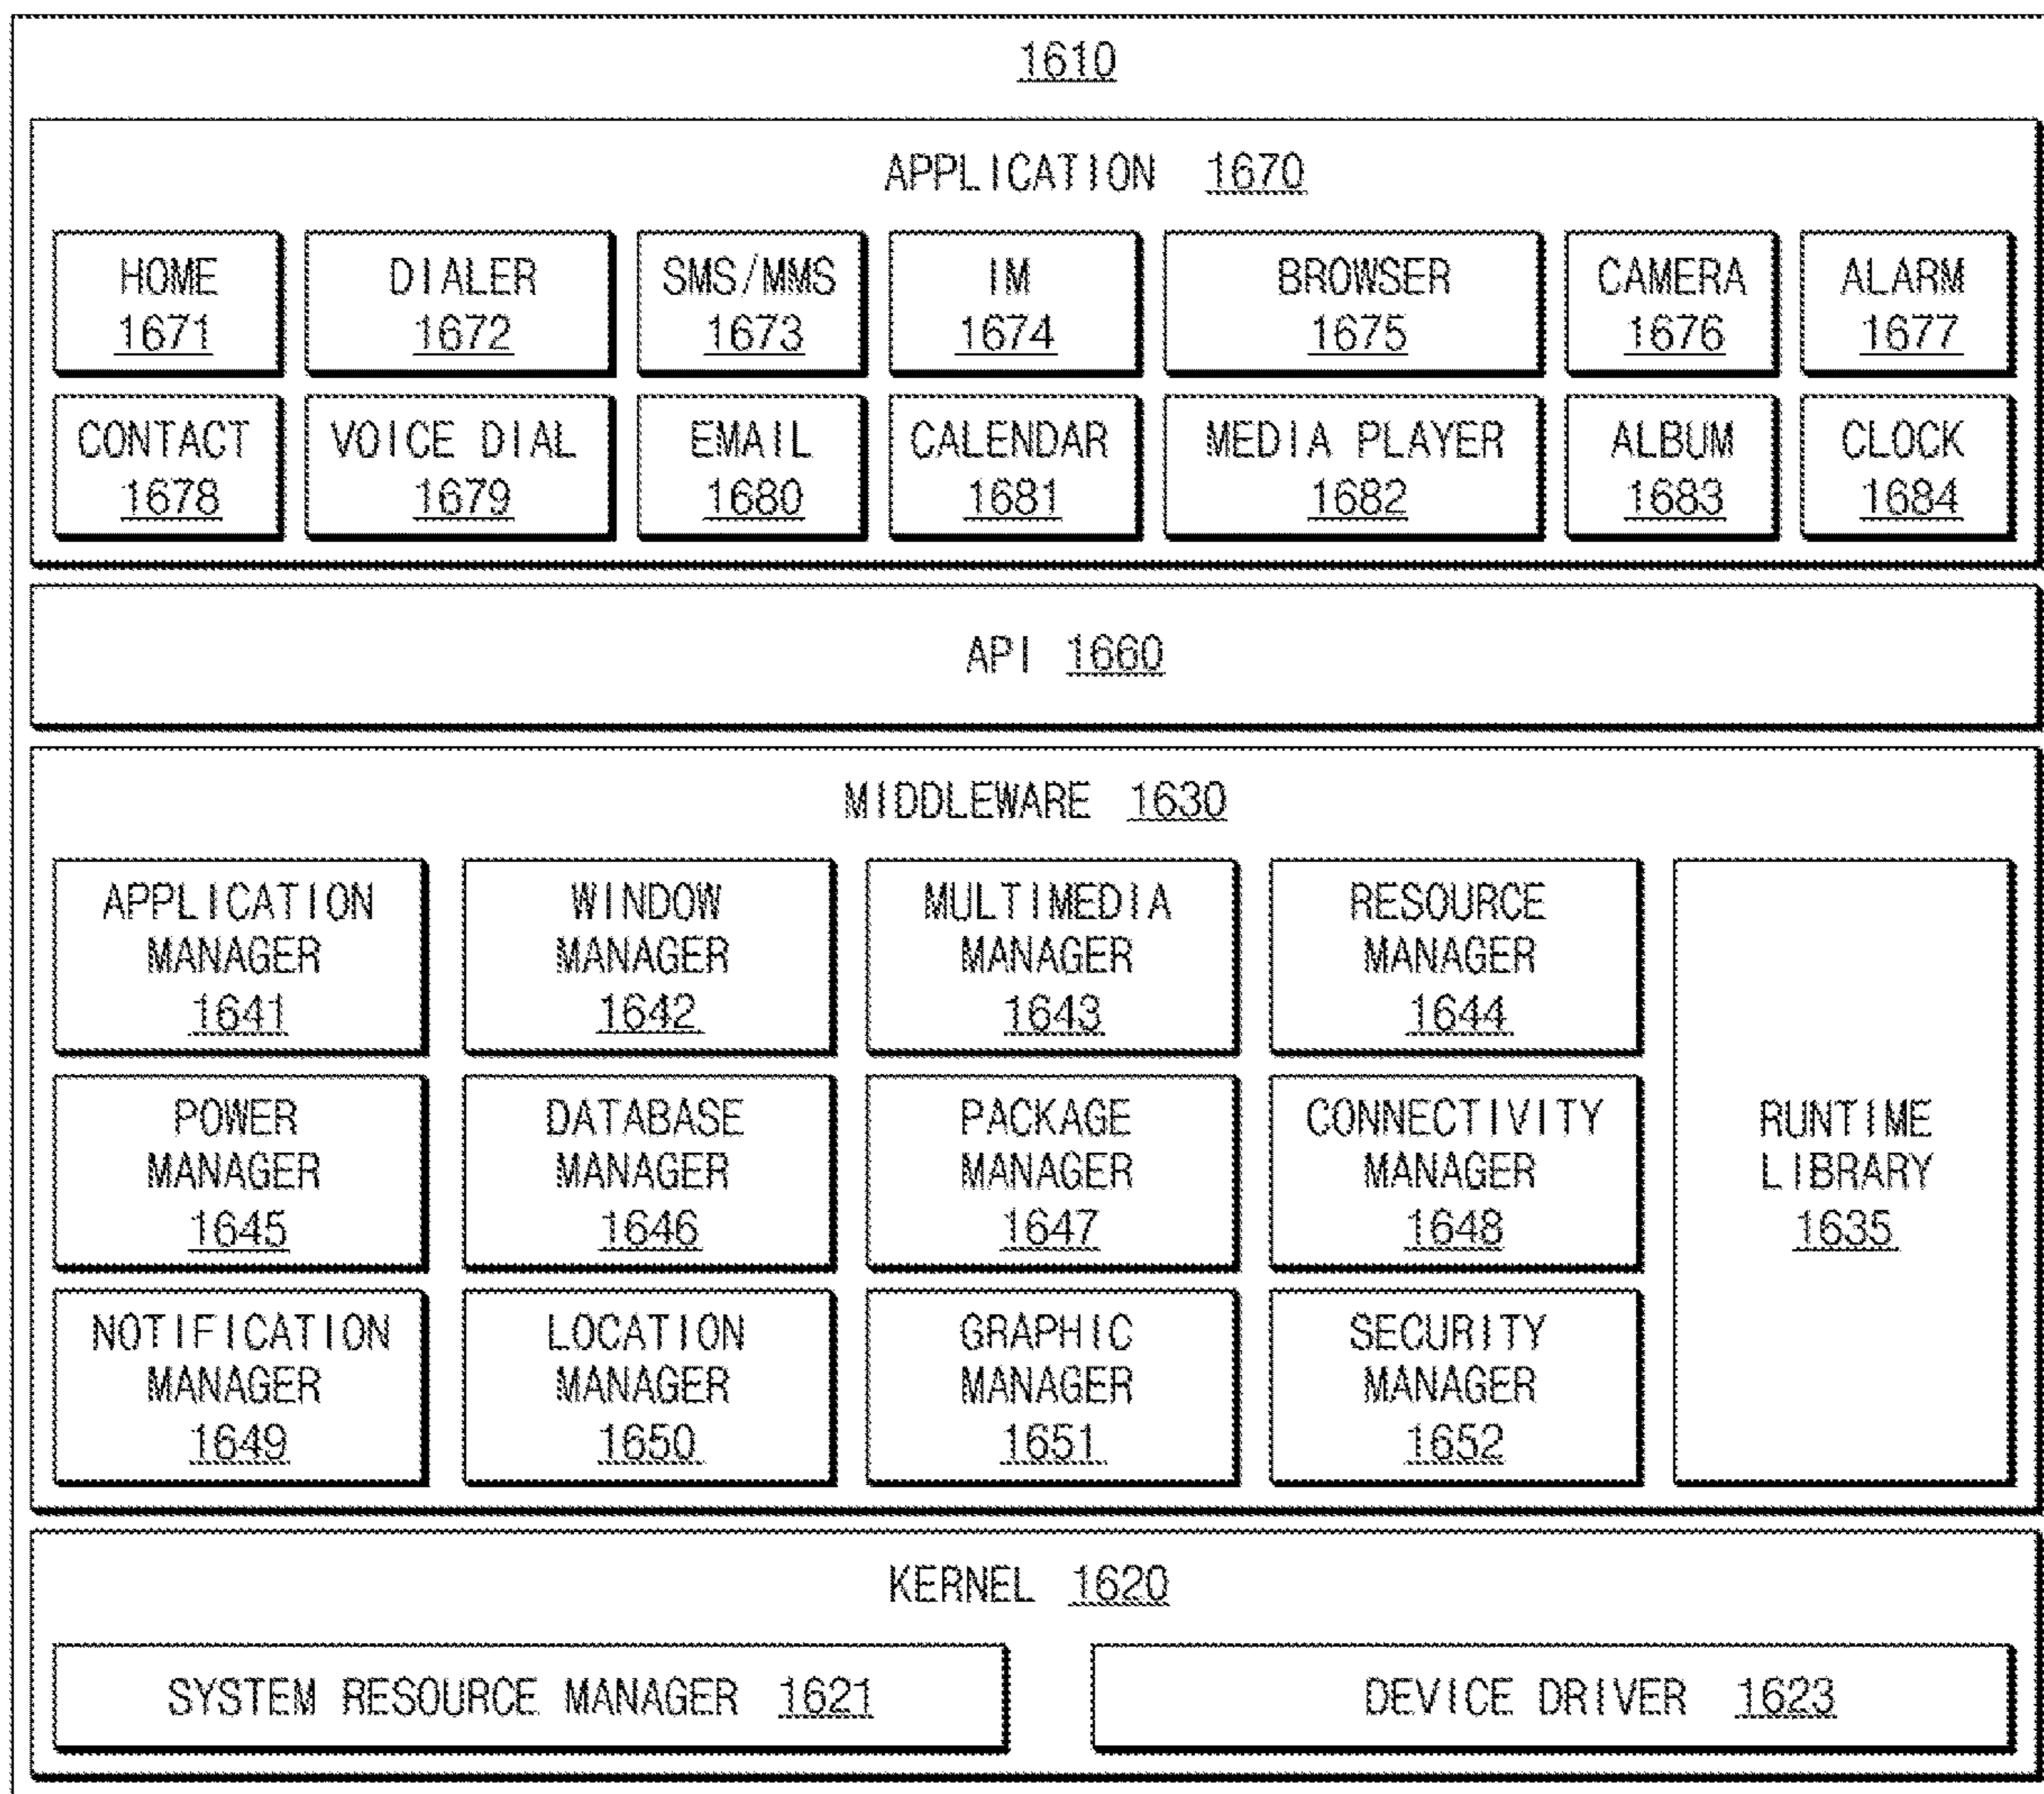 1610
APPLICATION 1670
HOME
1671
DIALER
1672
SMS/MMS
1673
IM
1674
BROWSER
1675
CAMERA
1676
ALARM
1677
CONTACT
1678
VOICE DIAL
1679
EMAIL
1680
CALENDAR
1681
MEDIA PLAYER
1682
ALBUM
1683
CLOCK
1684
API 1660
MIDDLEWARE 1630
APPLICATION
MANAGER
1641
WINDOW
MANAGER
1642
MULTIMEDIA
MANAGER
1643
RESOURCE
MANAGER
1644
POWER
MANAGER
1645
DATABASE
MANAGER
1646
PACKAGE
MANAGER
1647
CONNECTIVITY
MANAGER
1648
NOTIFICATION
MANAGER
1649
LOCATION
MANAGER
1650
GRAPHIC
MANAGER
1651
SECURITY
MANAGER
1652
RUNTIME
LIBRARY
1635
KERNEL 1620
SYSTEM RESOURCE MANAGER 1621
DEVICE DRIVER 1623